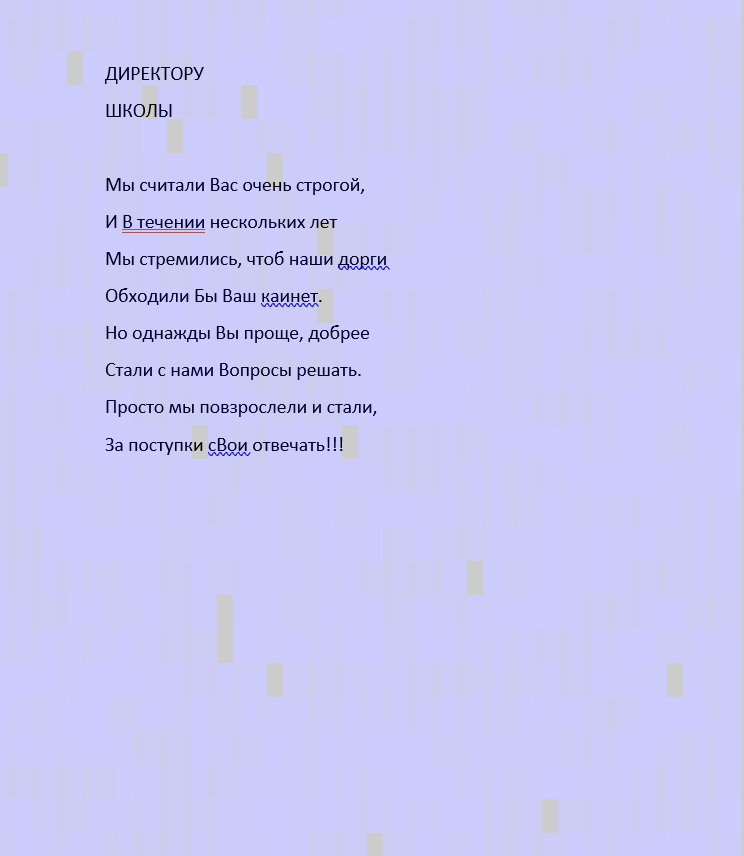 ДИРЕКТОРУ
ШКОЛЫ
Мы считали Вас очень строгой,
И В течении нескольких лет
Мы стремились, чтоб наши дорги
Обходили Бы Ваш каинет.
Но однажды Вы проще, добрее
Стали с нами Вопросы решать.
Просто мы повзрослели и стали,
За поступки сВои отвечать!!!